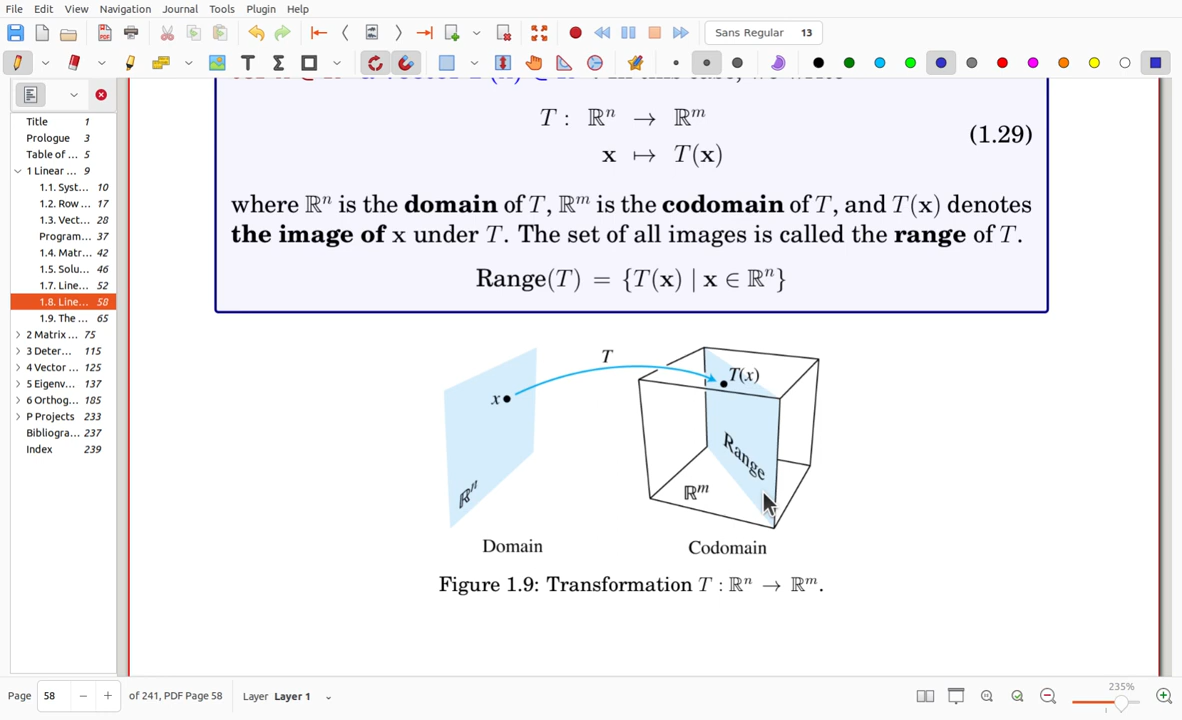 File Edit View Navigation Journal Tools Plugin Help
Sans Regular 13
Title 1
Prologue 3
Table of ... 5
1 Linear ... 9
1.1. Syst... 10
1.2. Row ... 17
1.3. Vect... 28
Program... 37
1.4. Matr... 42
1.5. Solu... 46
1.7. Line... 52
1.8. Line... 58
1.9. The ... 65
2 Matrix ... 75
3 Deter... 115
4 Vector ... 125
5 Eigenv... 137
6 Orthog... 185
P Projects 233
Bibliogra... 237
Index 239
T : ℝⁿ → ℝᵐ
x ↦ T(x)
(1.29)
where ℝⁿ is the domain of T, ℝᵐ is the codomain of T, and T(x) denotes
the image of x under T. The set of all images is called the range of T.
Range(T) = {T(x) | x ∈ ℝⁿ}
T
x
T(x)
Range
ℝⁿ
ℝᵐ
Domain
Codomain
Figure 1.9: Transformation T : ℝⁿ → ℝᵐ.
Page 58 − + of 241, PDF Page 58 Layer Layer 1
235%